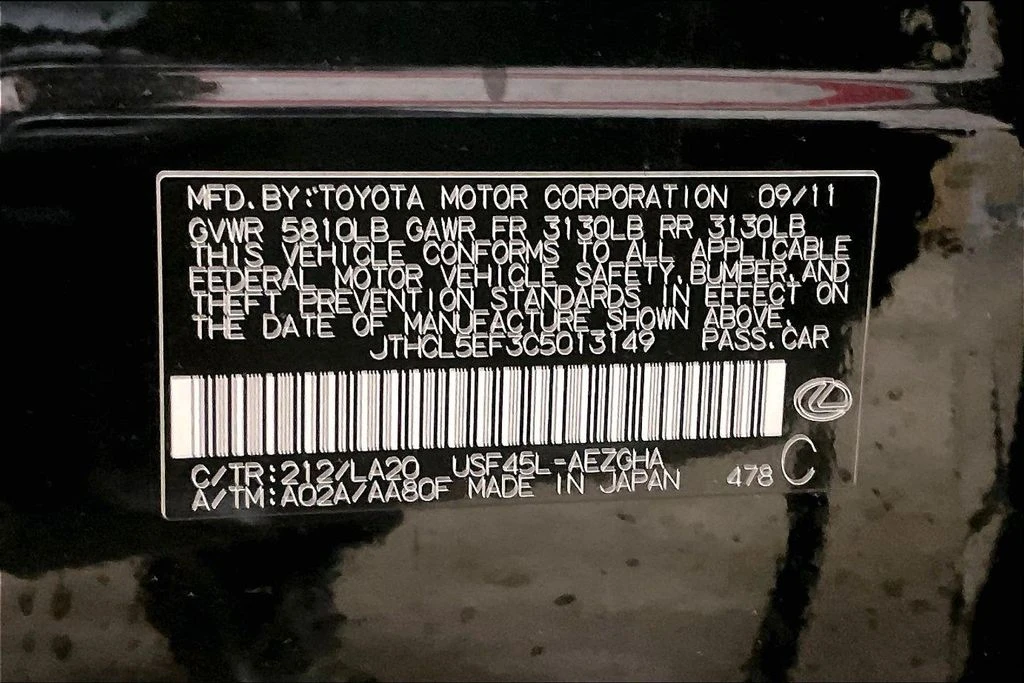 MFD. BY: TOYOTA MOTOR CORPORATION 09/11
GVWR 5810LB GAWR FR 3130LB RR 3130LB
THIS VEHICLE CONFORMS TO ALL APPLICABLE
FEDERAL MOTOR VEHICLE SAFETY, BUMPER, AND
THEFT PREVENTION STANDARDS IN EFFECT ON
THE DATE OF MANUFACTURE SHOWN ABOVE.
JTHCL5EF3C5013149 PASS. CAR
C/TR: 212/LA20 USF45L-AEZGHA
A/TM: A02A/AA80F MADE IN JAPAN 478 C